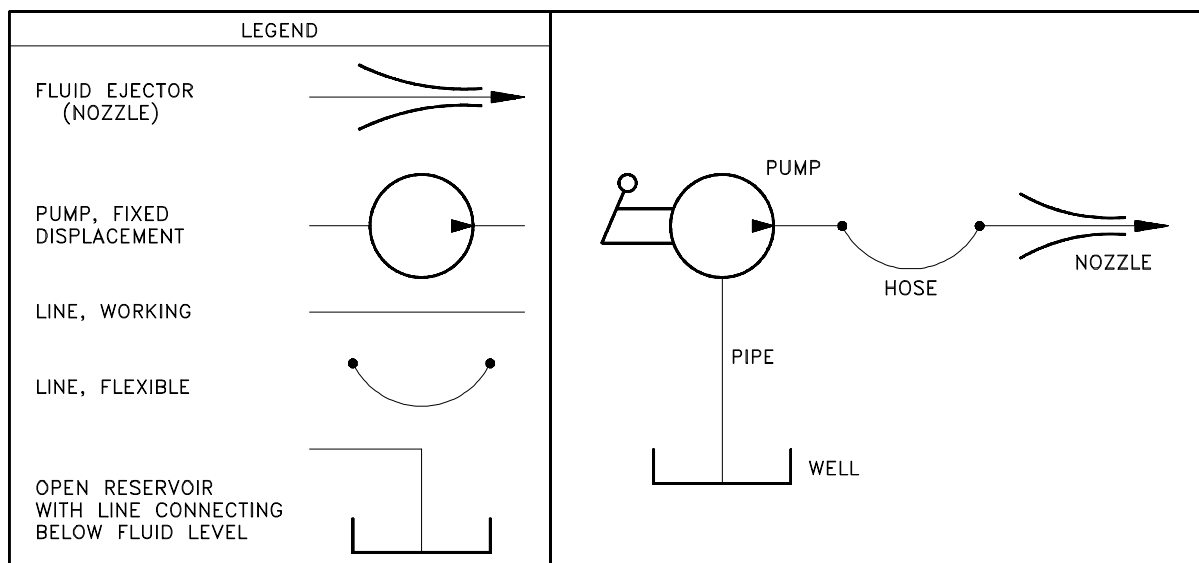 LEGEND
FLUID EJECTOR
(NOZZLE)
PUMP, FIXED
DISPLACEMENT
LINE, WORKING
LINE, FLEXIBLE
OPEN RESERVOIR
WITH LINE CONNECTING
BELOW FLUID LEVEL
PUMP
NOZZLE
HOSE
PIPE
WELL